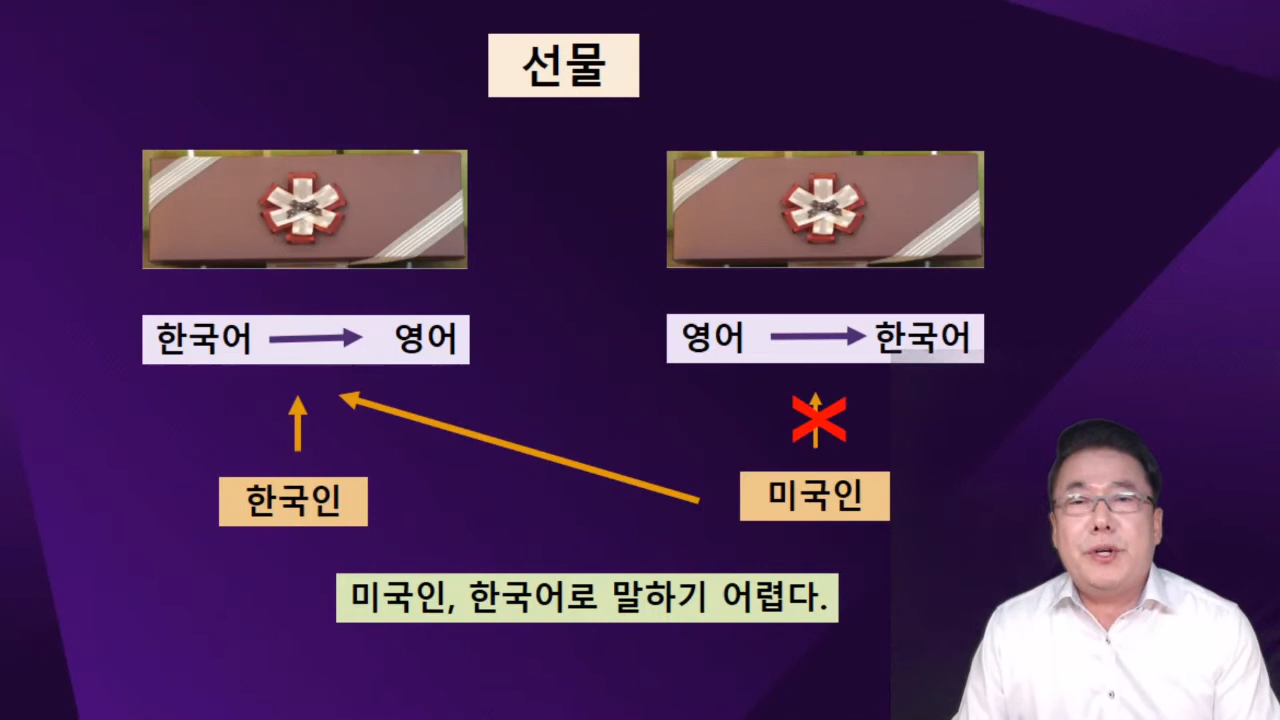 선물
한국어 영어
영어 한국어
한국인
미국인
미국인, 한국어로 말하기 어렵다.